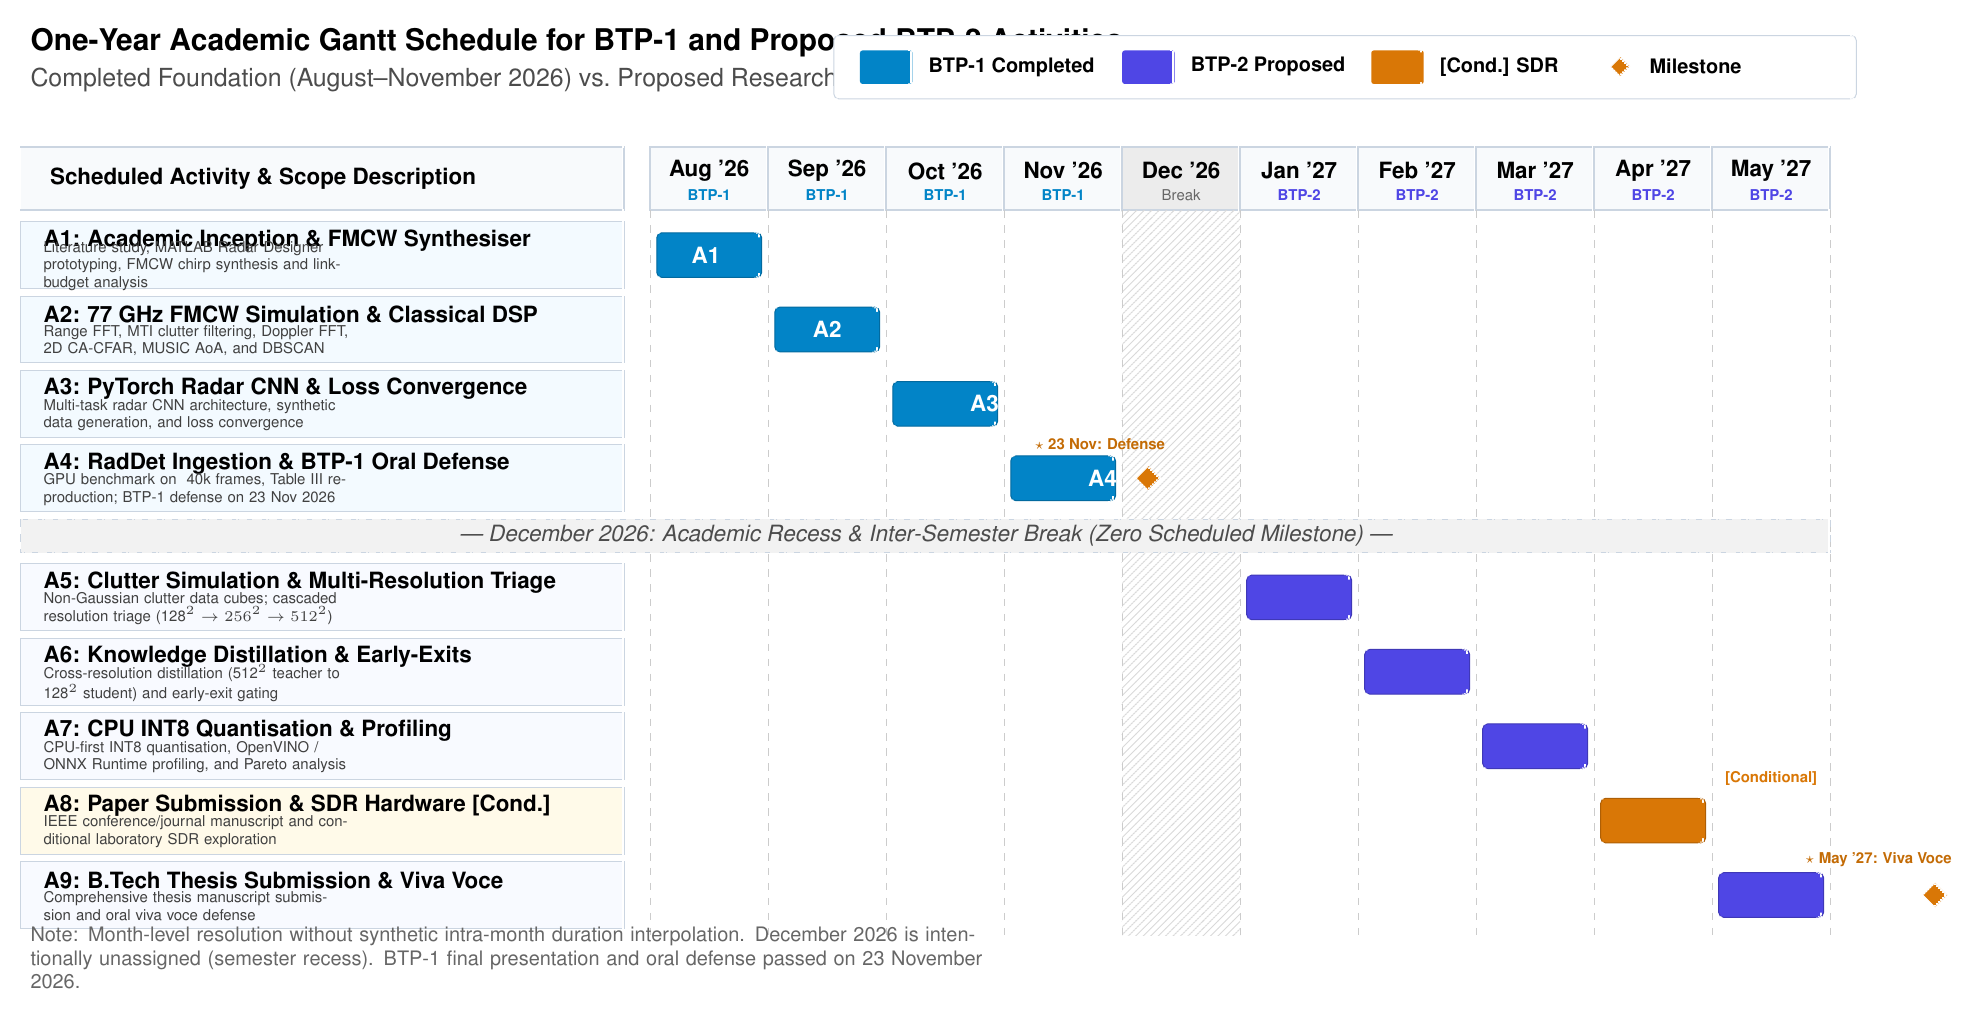 One-Year Academic Gantt Schedule for BTP-1 and Proposed BTP-2 Activities
Completed Foundation (August–November 2026) vs. Proposed Research
BTP-1 Completed
BTP-2 Proposed
[Cond.] SDR
Milestone
Scheduled Activity & Scope Description
Aug ’26
Sep ’26
Oct ’26
Nov ’26
Dec ’26
Jan ’27
Feb ’27
Mar ’27
Apr ’27
May ’27
BTP-1
BTP-1
BTP-1
BTP-1
Break
BTP-2
BTP-2
BTP-2
BTP-2
BTP-2
A1: Academic Inception & FMCW Synthesiser
Literature study, MATLAB Radar Designer
prototyping, FMCW chirp synthesis and link-
budget analysis
A1
A2: 77 GHz FMCW Simulation & Classical DSP
Range FFT, MTI clutter filtering, Doppler FFT,
2D CA-CFAR, MUSIC AoA, and DBSCAN
A2
A3: PyTorch Radar CNN & Loss Convergence
Multi-task radar CNN architecture, synthetic
data generation, and loss convergence
A3
⋆ 23 Nov: Defense
A4: RadDet Ingestion & BTP-1 Oral Defense
GPU benchmark on 40k frames, Table III re-
production; BTP-1 defense on 23 Nov 2026
A4
— December 2026: Academic Recess & Inter-Semester Break (Zero Scheduled Milestone) —
A5: Clutter Simulation & Multi-Resolution Triage
Non-Gaussian clutter data cubes; cascaded
resolution triage (128² → 256² → 512²)
A6: Knowledge Distillation & Early-Exits
Cross-resolution distillation (512² teacher to
128² student) and early-exit gating
A7: CPU INT8 Quantisation & Profiling
CPU-first INT8 quantisation, OpenVINO /
ONNX Runtime profiling, and Pareto analysis
[Conditional]
A8: Paper Submission & SDR Hardware [Cond.]
IEEE conference/journal manuscript and con-
ditional laboratory SDR exploration
⋆ May ’27: Viva Voce
A9: B.Tech Thesis Submission & Viva Voce
Comprehensive thesis manuscript submis-
sion and oral viva voce defense
Note: Month-level resolution without synthetic intra-month duration interpolation. December 2026 is inten-
tionally unassigned (semester recess). BTP-1 final presentation and oral defense passed on 23 November
2026.